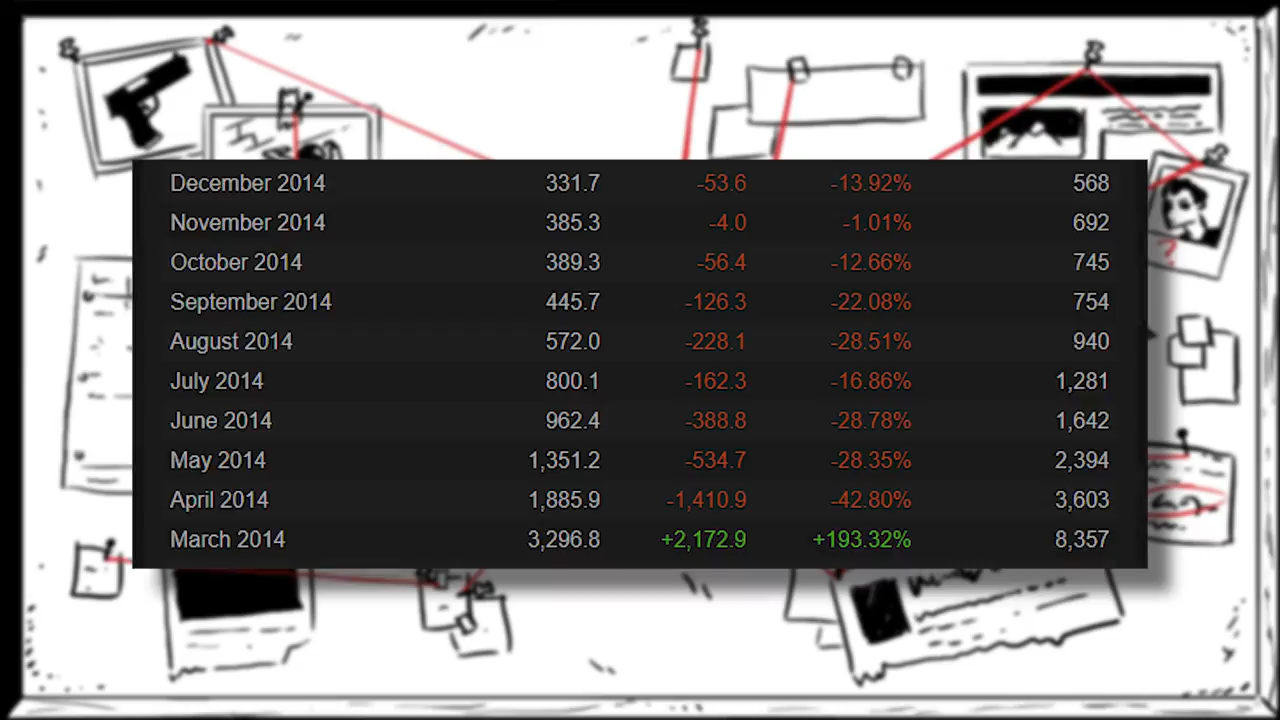 December 2014 331.7 -53.6 -13.92% 568
November 2014 385.3 -4.0 -1.01% 692
October 2014 389.3 -56.4 -12.66% 745
September 2014 445.7 -126.3 -22.08% 754
August 2014 572.0 -228.1 -28.51% 940
July 2014 800.1 -162.3 -16.86% 1,281
June 2014 962.4 -388.8 -28.78% 1,642
May 2014 1,351.2 -534.7 -28.35% 2,394
April 2014 1,885.9 -1,410.9 -42.80% 3,603
March 2014 3,296.8 +2,172.9 +193.32% 8,357